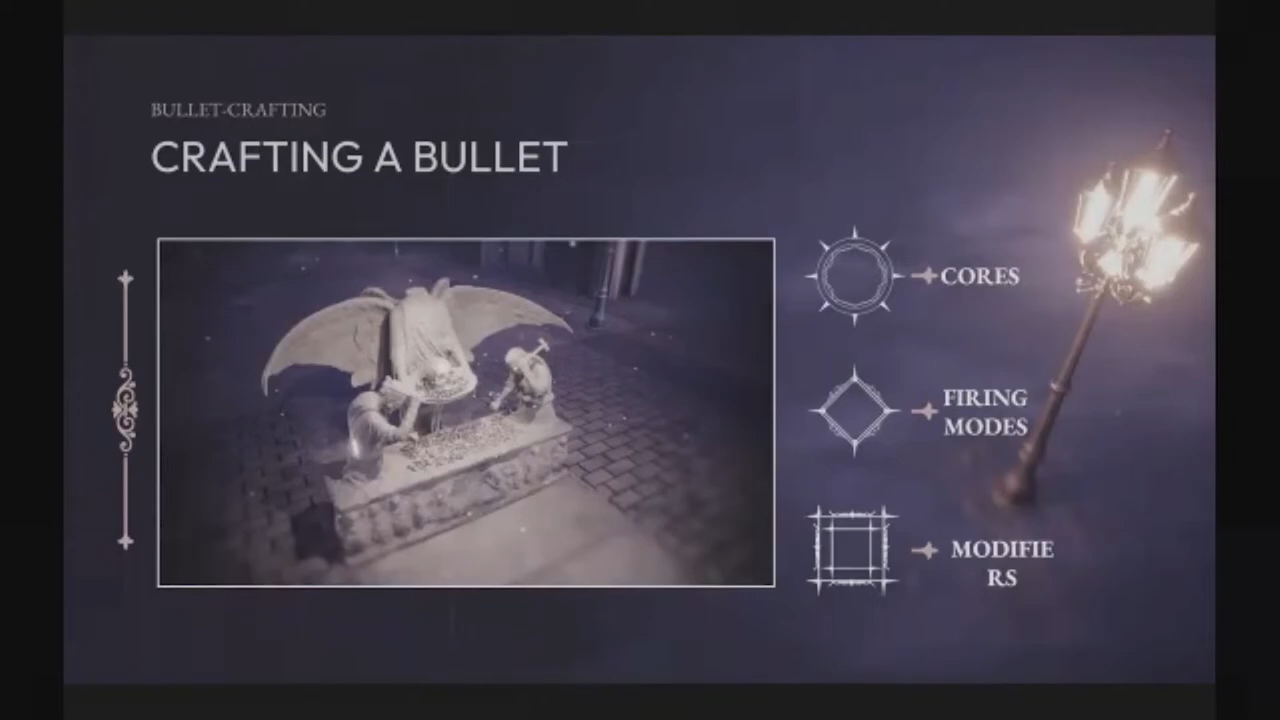 BULLET-CRAFTING
CRAFTING A BULLET
CORES
FIRING
MODES
MODIFIE
RS